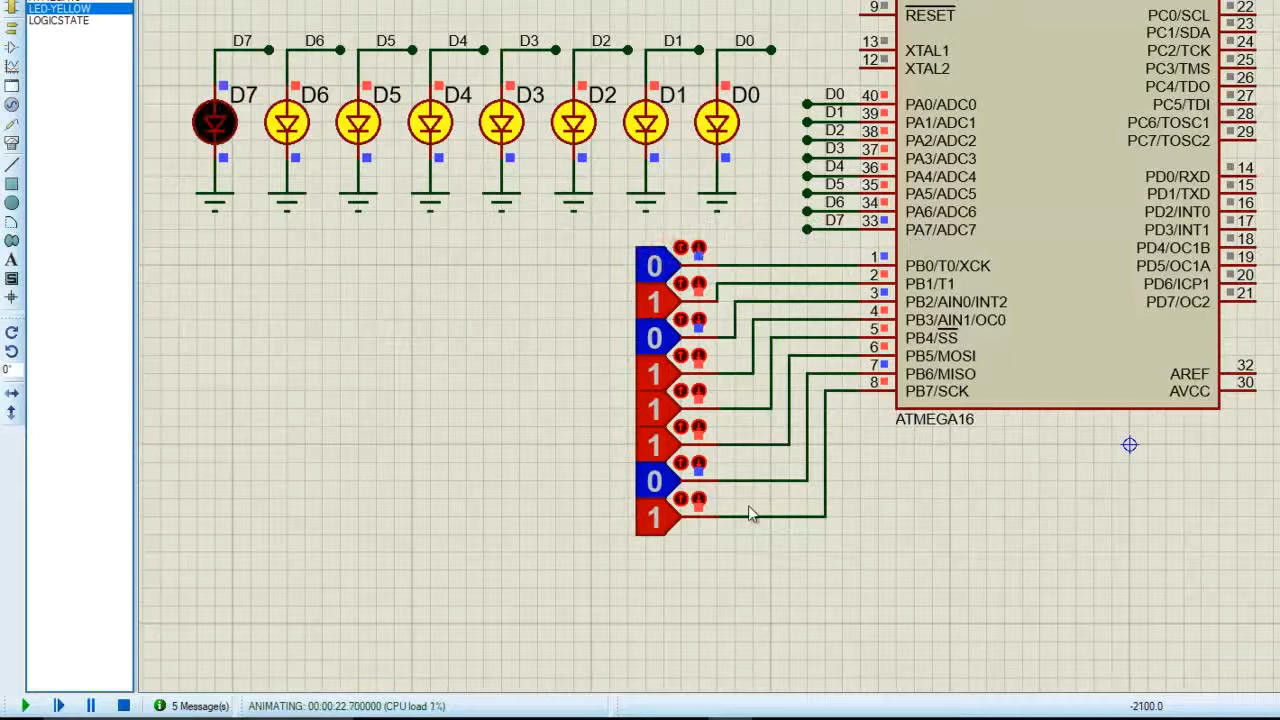 LED-YELLOW
LOGICSTATE
D7 D6 D5 D4 D3 D2 D1 D0
D7 D6 D5 D4 D3 D2 D1 D0
9 RESET
13 XTAL1
12 XTAL2
D0 40 PA0/ADC0
D1 39 PA1/ADC1
D2 38 PA2/ADC2
D3 37 PA3/ADC3
D4 36 PA4/ADC4
D5 35 PA5/ADC5
D6 34 PA6/ADC6
D7 33 PA7/ADC7
1 PB0/T0/XCK
2 PB1/T1
3 PB2/AIN0/INT2
4 PB3/AIN1/OC0
5 PB4/SS
6 PB5/MOSI
7 PB6/MISO
8 PB7/SCK
PC0/SCL 22
PC1/SDA 23
PC2/TCK 24
PC3/TMS 25
PC4/TDO 26
PC5/TDI 27
PC6/TOSC1 28
PC7/TOSC2 29
PD0/RXD 14
PD1/TXD 15
PD2/INT0 16
PD3/INT1 17
PD4/OC1B 18
PD5/OC1A 19
PD6/ICP1 20
PD7/OC2 21
AREF 32
AVCC 30
ATMEGA16
0
1
0
1
1
1
0
1
A
S
0°
5 Message(s)
ANIMATING: 00:00:22.700000 (CPU load 1%)
-2100.0